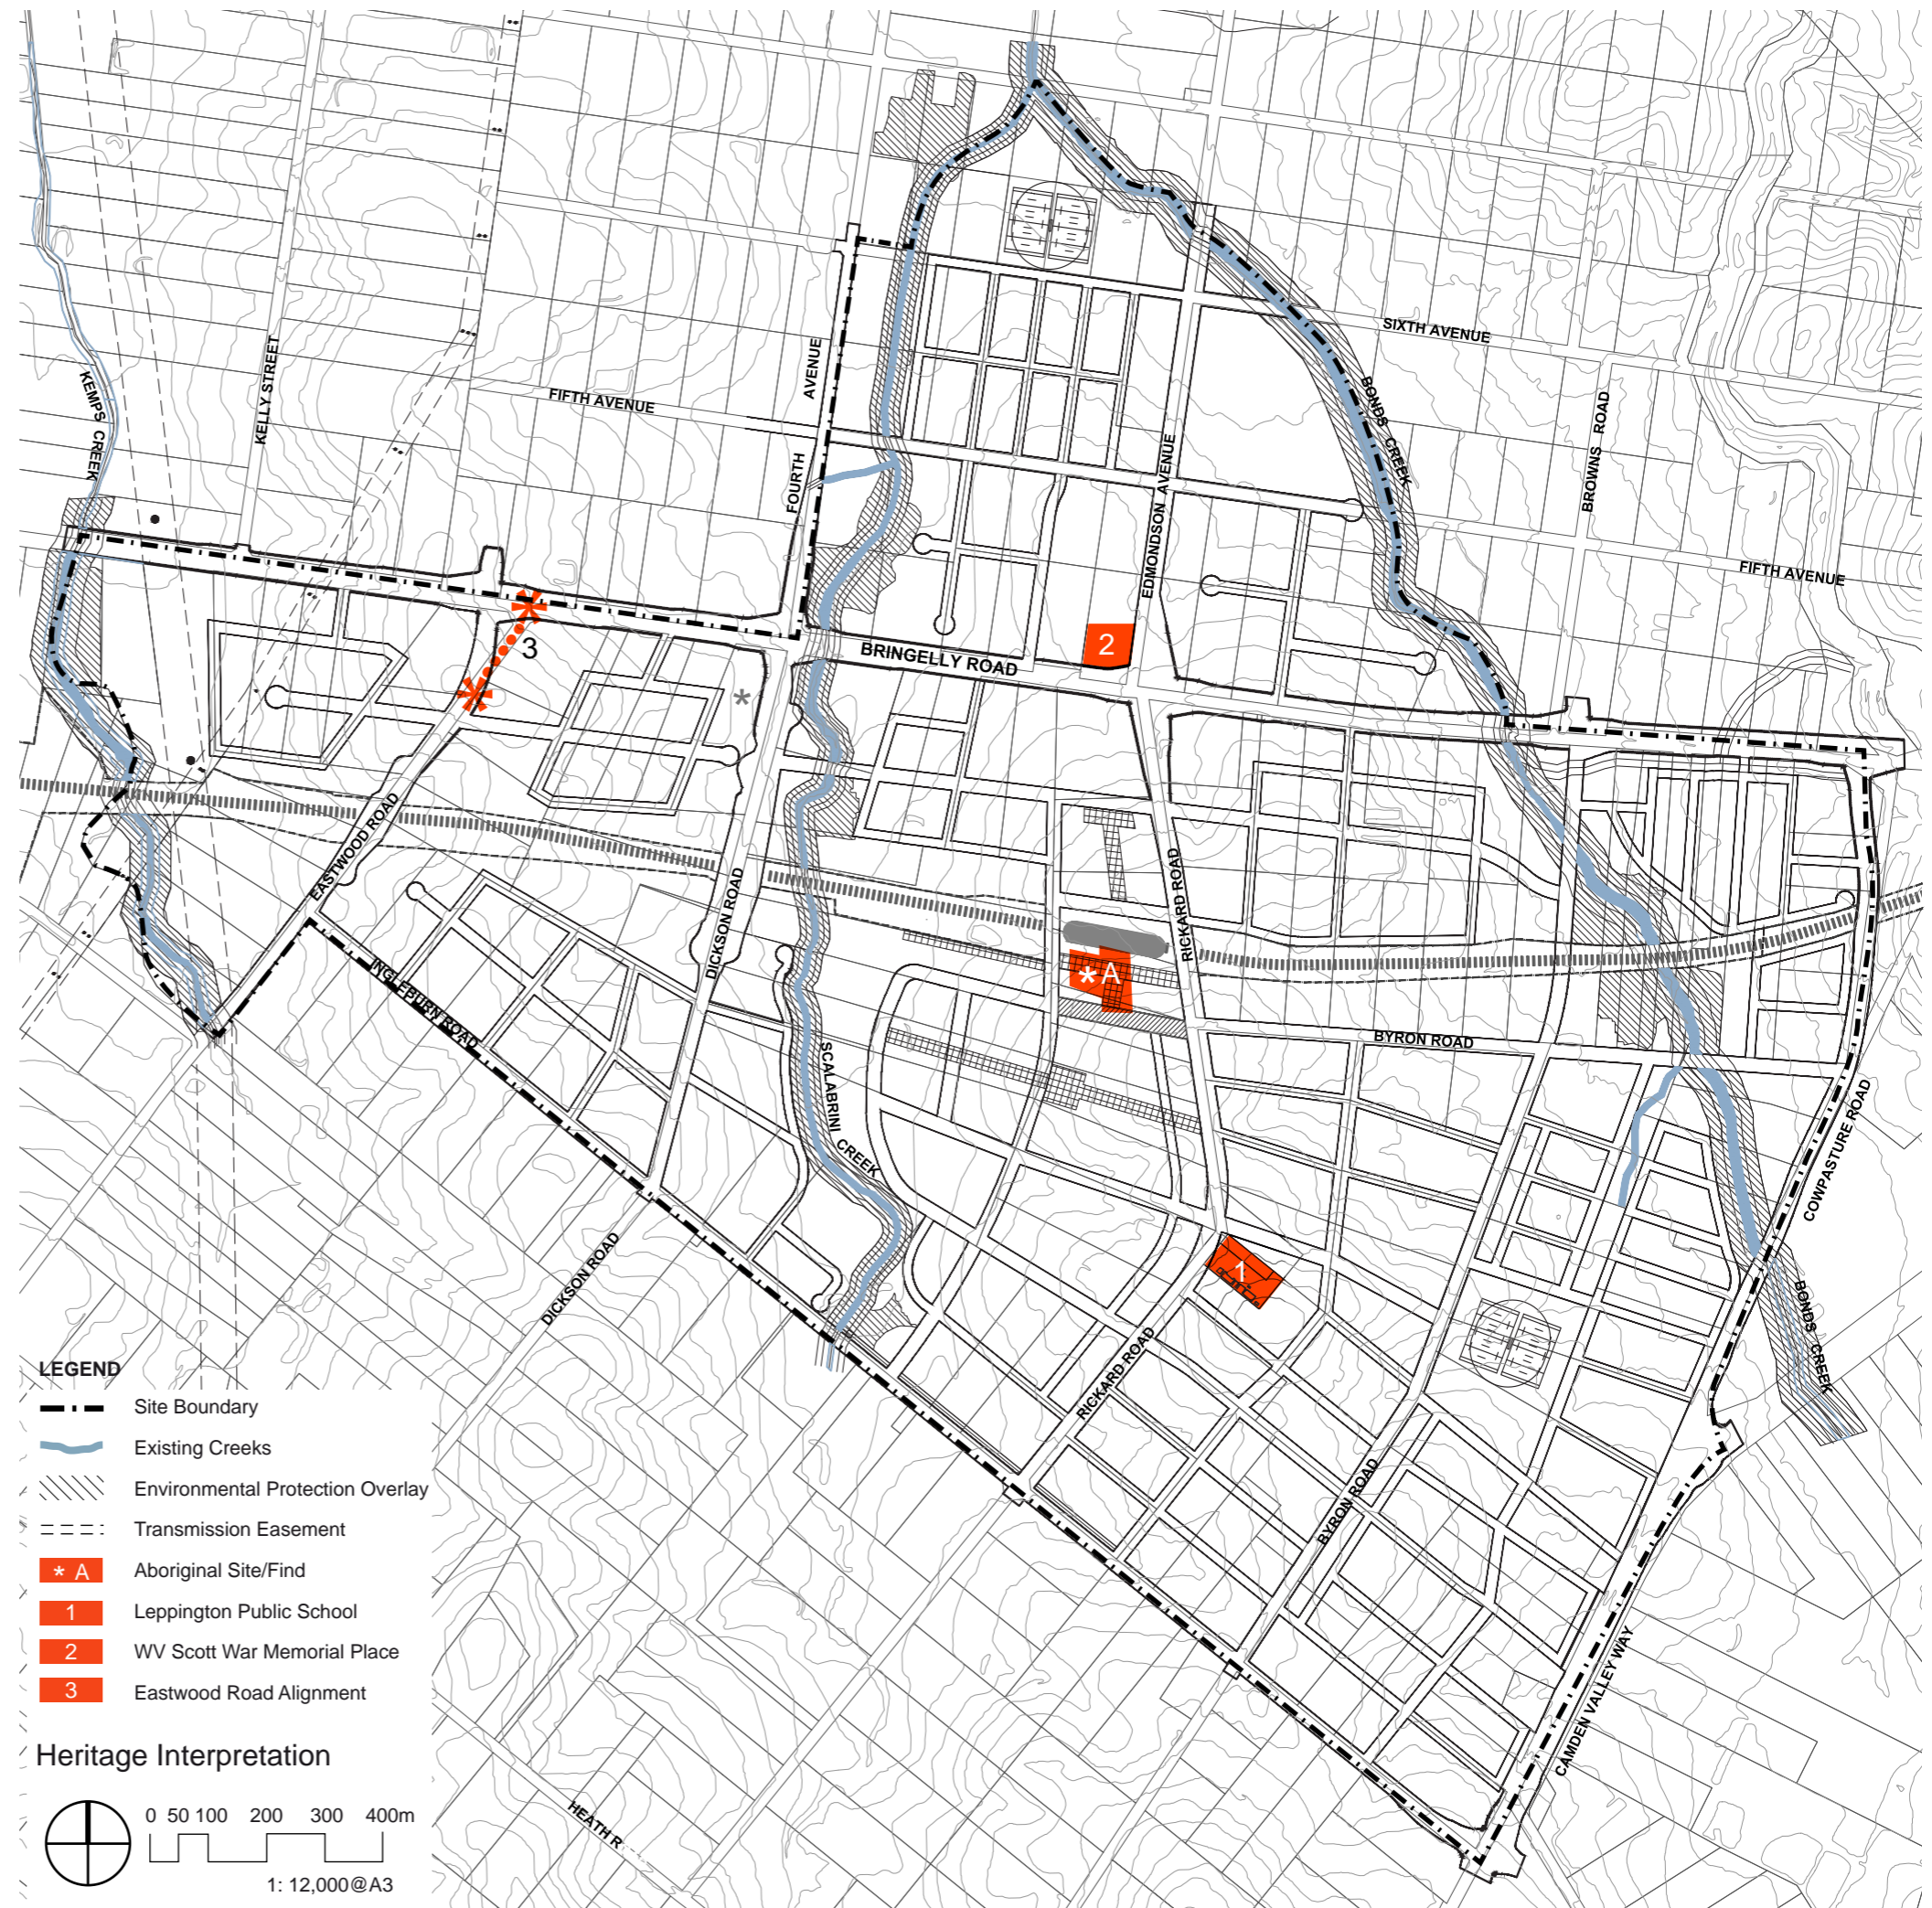 SIXTH AVENUE
KEMPS CREEK
KELLY STREET
FIFTH AVENUE
FOURTH AVENUE
BONDS CREEK
BROWNS ROAD
EDMONDSON AVENUE
FIFTH AVENUE
3
2
BRINGELLY ROAD
*
EASTWOOD ROAD
DICKSON ROAD
RICKARD ROAD
* A
INGLEBURN ROAD
BYRON ROAD
SCALABRINI CREEK
COWPASTURE ROAD
DICKSON ROAD
1
BONDS CREEK
RICKARD ROAD
BYRON ROAD
CAMDEN VALLEY WAY
HEATH R
LEGEND
Site Boundary
Existing Creeks
Environmental Protection Overlay
Transmission Easement
* A Aboriginal Site/Find
1 Leppington Public School
2 WV Scott War Memorial Place
3 Eastwood Road Alignment
Heritage Interpretation
0 50 100 200 300 400m
1: 12,000@A3